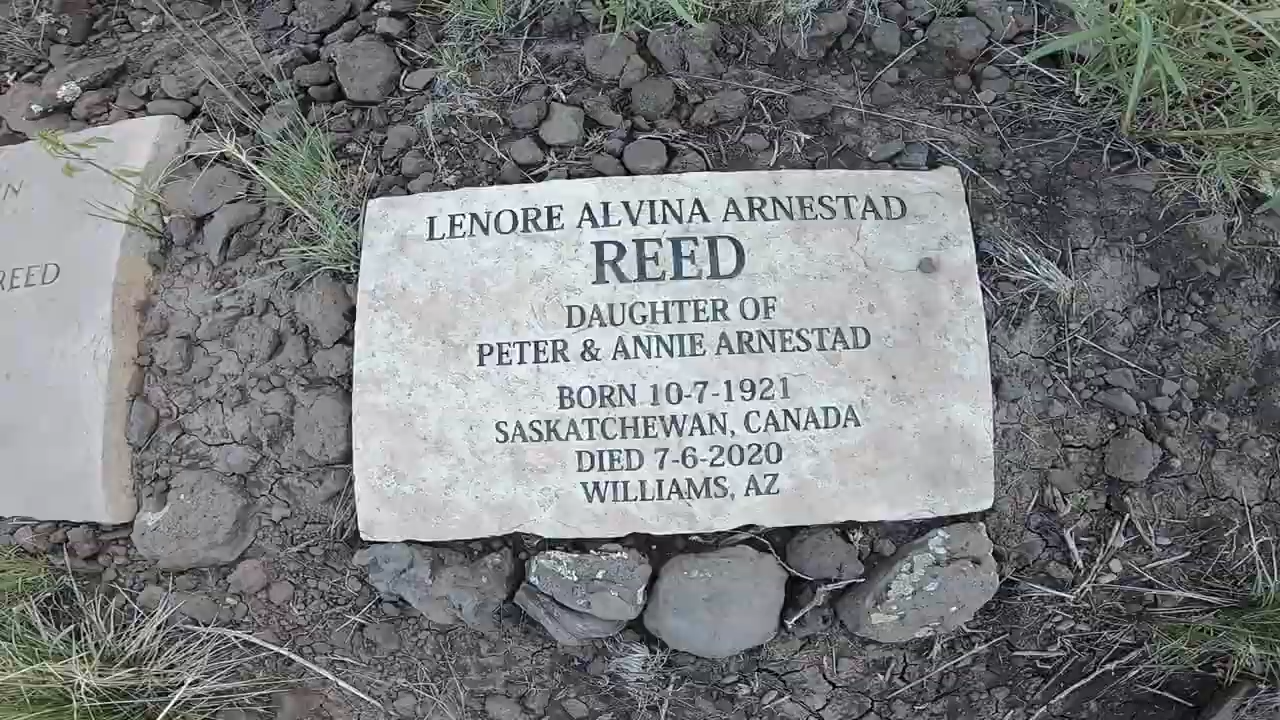 REED
LENORE ALVINA ARNESTAD
REED
DAUGHTER OF
PETER & ANNIE ARNESTAD
BORN 10-7-1921
SASKATCHEWAN, CANADA
DIED 7-6-2020
WILLIAMS, AZ